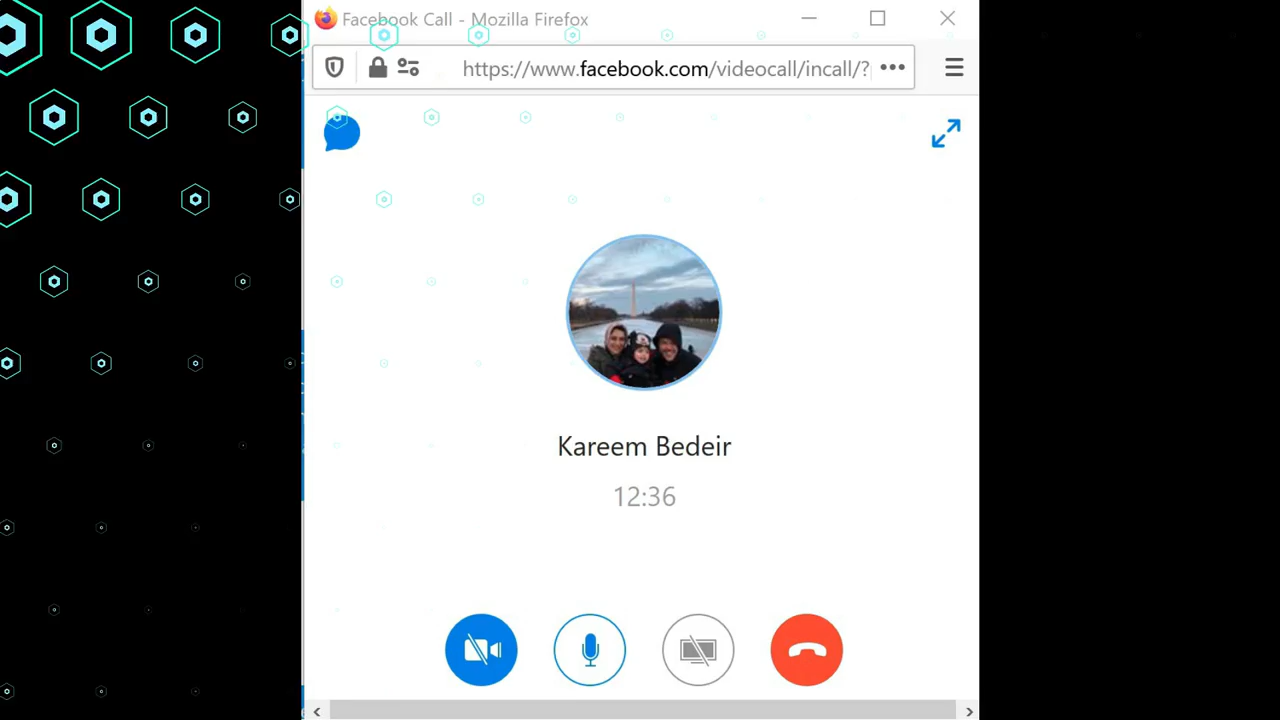 Facebook Call - Mozilla Firefox
https://www.facebook.com/videocall/incall/?
Kareem Bedeir
12:36